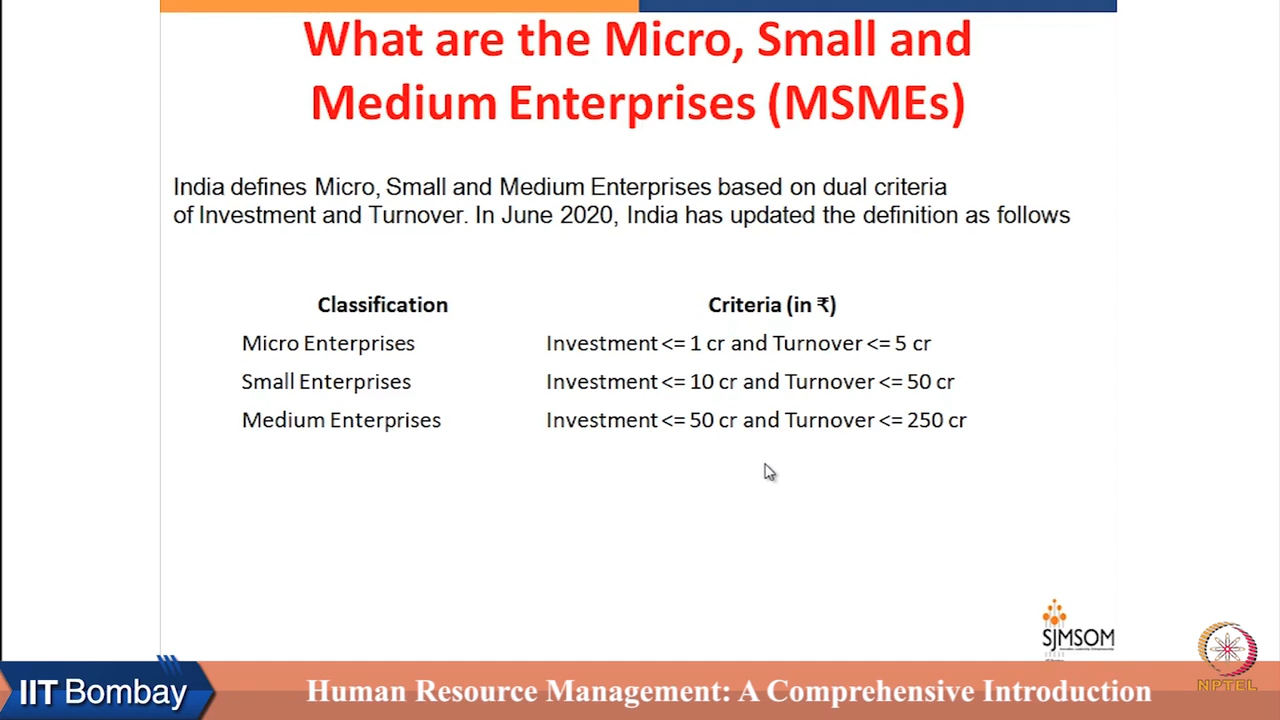 What are the Micro, Small and
Medium Enterprises (MSMEs)
India defines Micro, Small and Medium Enterprises based on dual criteria
of Investment and Turnover. In June 2020, India has updated the definition as follows
Classification Criteria (in ₹)
Micro Enterprises Investment <= 1 cr and Turnover <= 5 cr
Small Enterprises Investment <= 10 cr and Turnover <= 50 cr
Medium Enterprises Investment <= 50 cr and Turnover <= 250 cr
SJMSOM
IIT Bombay
Human Resource Management: A Comprehensive Introduction
NPTEL